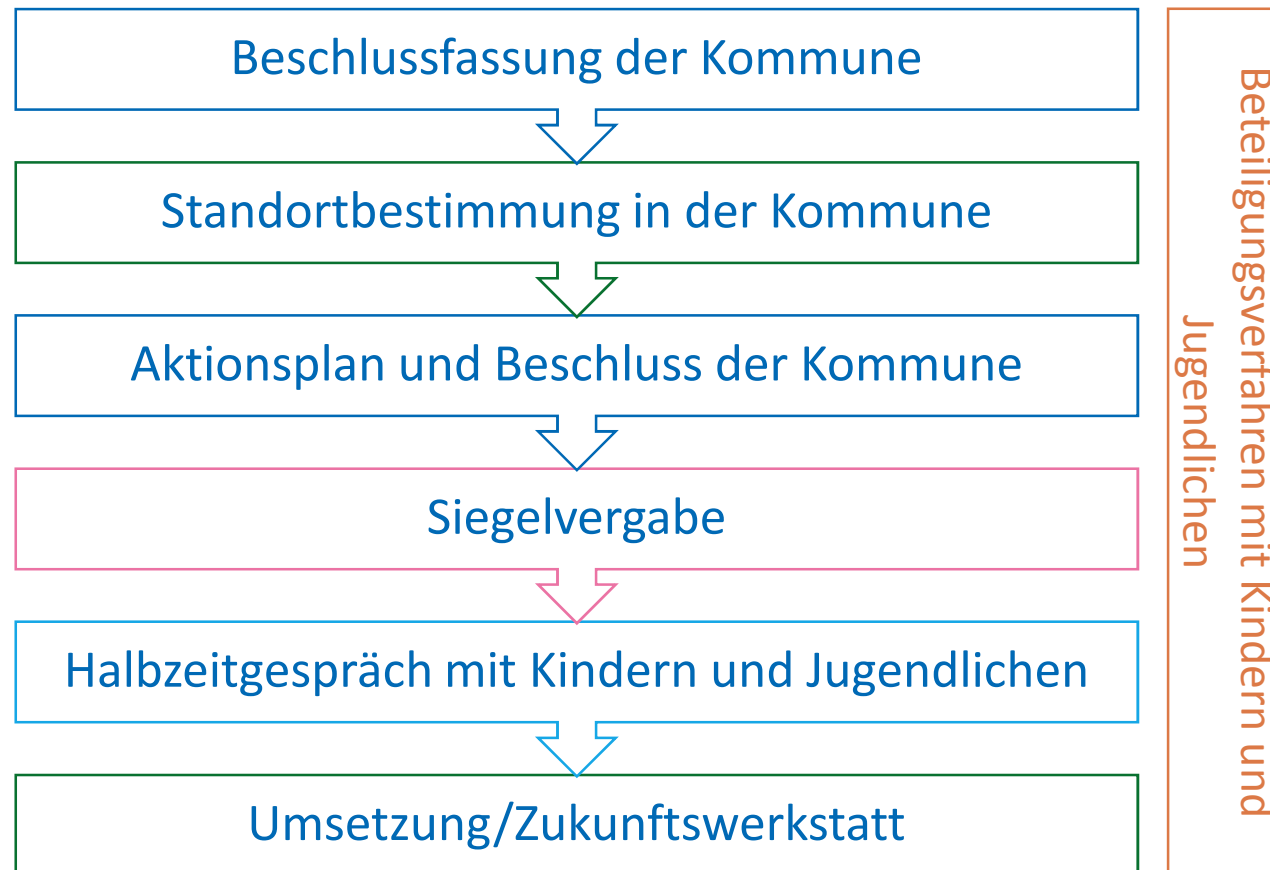 Beschlussfassung der Kommune
Standortbestimmung in der Kommune
Aktionsplan und Beschluss der Kommune
Siegelvergabe
Halbzeitgespräch mit Kindern und Jugendlichen
Umsetzung/Zukunftswerkstatt
Beteiligungsverfahren mit Kindern und
Jugendlichen